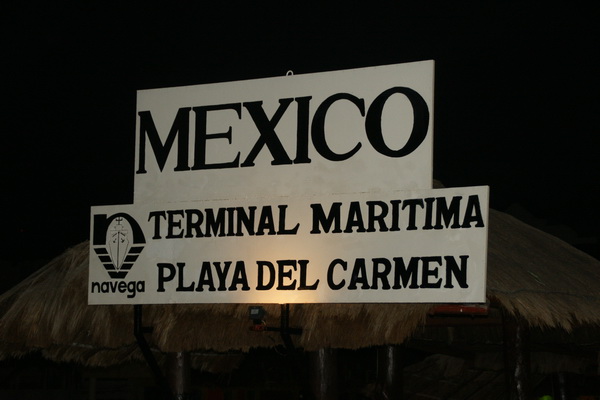 MEXICO
TERMINAL MARITIMA
PLAYA DEL CARMEN
navega